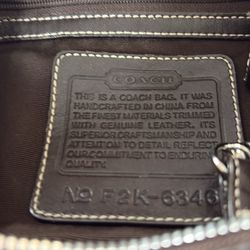 COACH
THIS IS A COACH BAG. IT WAS
HANDCRAFTED IN CHINA FROM
THE FINEST MATERIALS TRIMMED
WITH GENUINE LEATHER. ITS
SUPERIOR CRAFTSMANSHIP AND
ATTENTION TO DETAIL REFLECT
OUR COMMITMENT TO ENDURING
QUALITY.
No F2K-6346